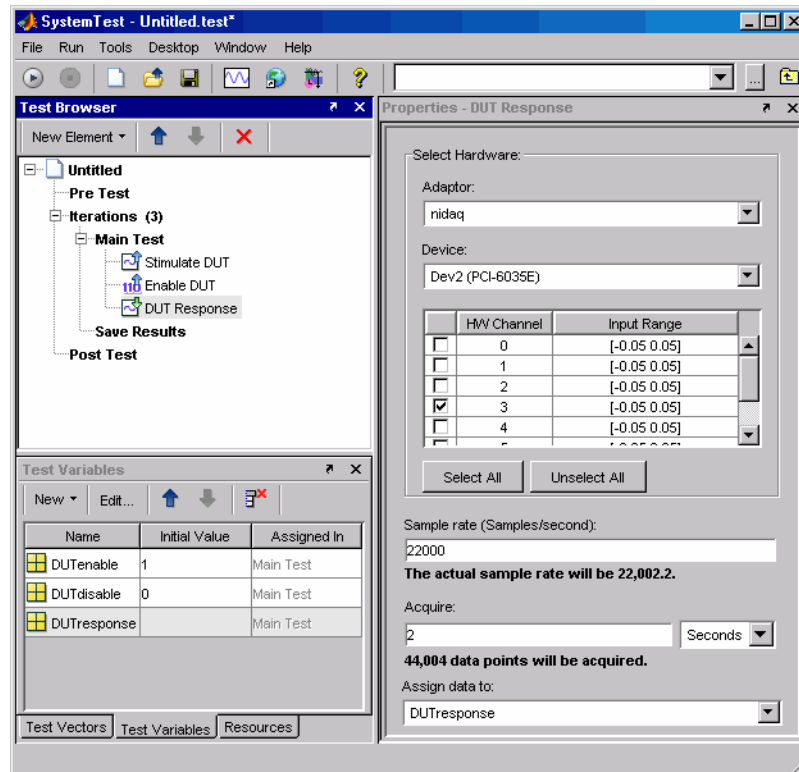 SystemTest - Untitled.test*
File Run Tools Desktop Window Help
...
Test Browser
New Element
Untitled
Pre Test
Iterations (3)
Main Test
Stimulate DUT
Enable DUT
DUT Response
Save Results
Post Test
Test Variables
New Edit...
Name Initial Value Assigned In
DUTenable 1 Main Test
DUTdisable 0 Main Test
DUTresponse Main Test
Test Vectors Test Variables Resources
Properties - DUT Response
Select Hardware:
Adaptor:
nidaq
Device:
Dev2 (PCI-6035E)
HW Channel Input Range
0 [-0.05 0.05]
1 [-0.05 0.05]
2 [-0.05 0.05]
3 [-0.05 0.05]
4 [-0.05 0.05]
Select All Unselect All
Sample rate (Samples/second):
22000
The actual sample rate will be 22,002.2.
Acquire:
2 Seconds
44,004 data points will be acquired.
Assign data to:
DUTresponse